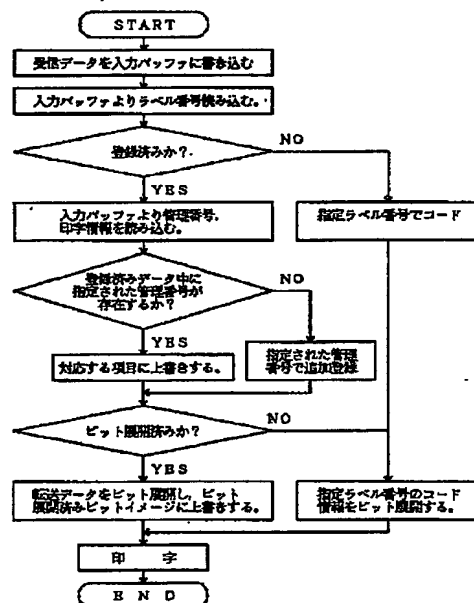 START
受信データを入力バッファに書き込む
入力バッファよりラベル番号読み込む。
登録済みか?
NO
YES
入力バッファより管理番号,
印字情報を読み込む。
指定ラベル番号でコード
登録済みデータ中に
指定された管理番号が
存在するか?
NO
YES
対応する項目に上書きする。
指定された管理
番号で追加登録
ビット展開済みか?
NO
YES
転送データをビット展開し,ビット
展開済みビットイメージに上書きする。
指定ラベル番号のコード
情報をビット展開する。
印 字
END